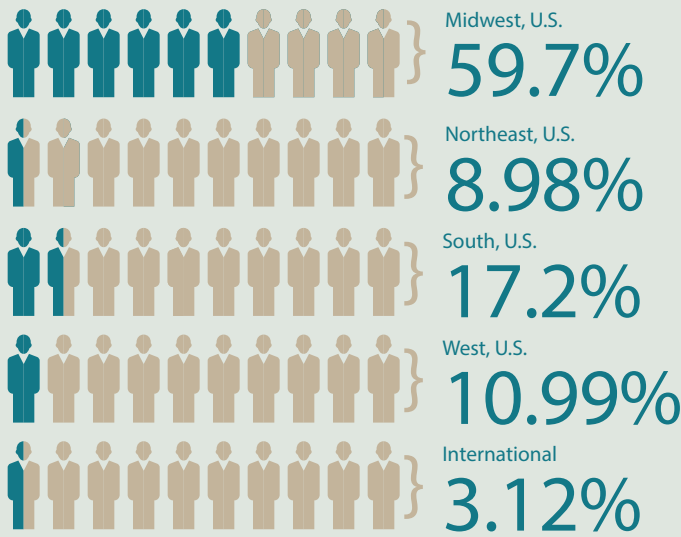 Midwest, U.S.
59.7%
Northeast, U.S.
8.98%
South, U.S.
17.2%
West, U.S.
10.99%
International
3.12%